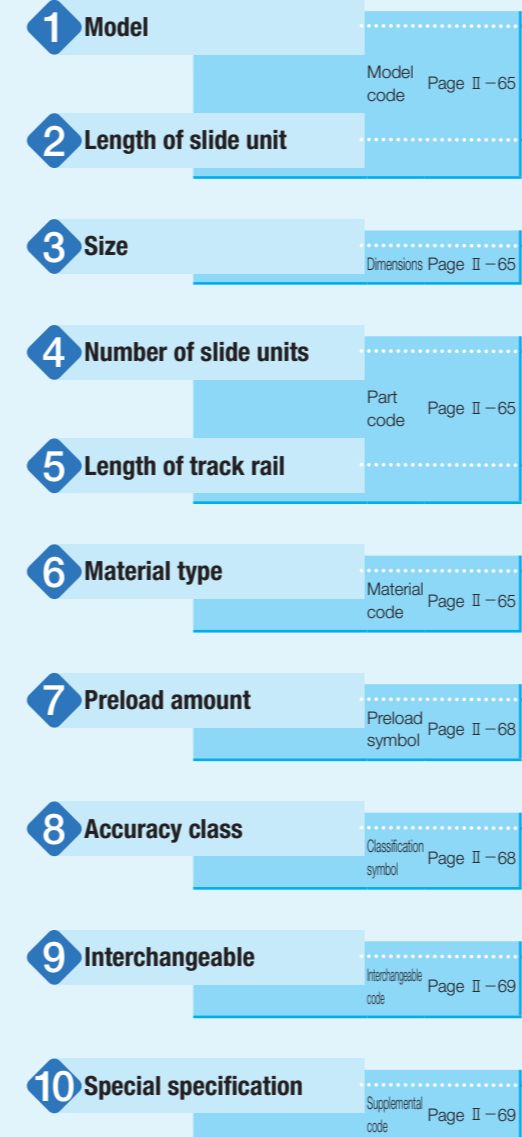 1 Model
Model
code
Page Ⅱ−65
2 Length of slide unit
3 Size
Dimensions Page Ⅱ−65
4 Number of slide units
Part
code
Page Ⅱ−65
5 Length of track rail
6 Material type
Material
code
Page Ⅱ−65
7 Preload amount
Preload
symbol
Page Ⅱ−68
8 Accuracy class
Classification
symbol
Page Ⅱ−68
9 Interchangeable
Interchangeable
code
Page Ⅱ−69
10 Special specification
Supplemental
code
Page Ⅱ−69